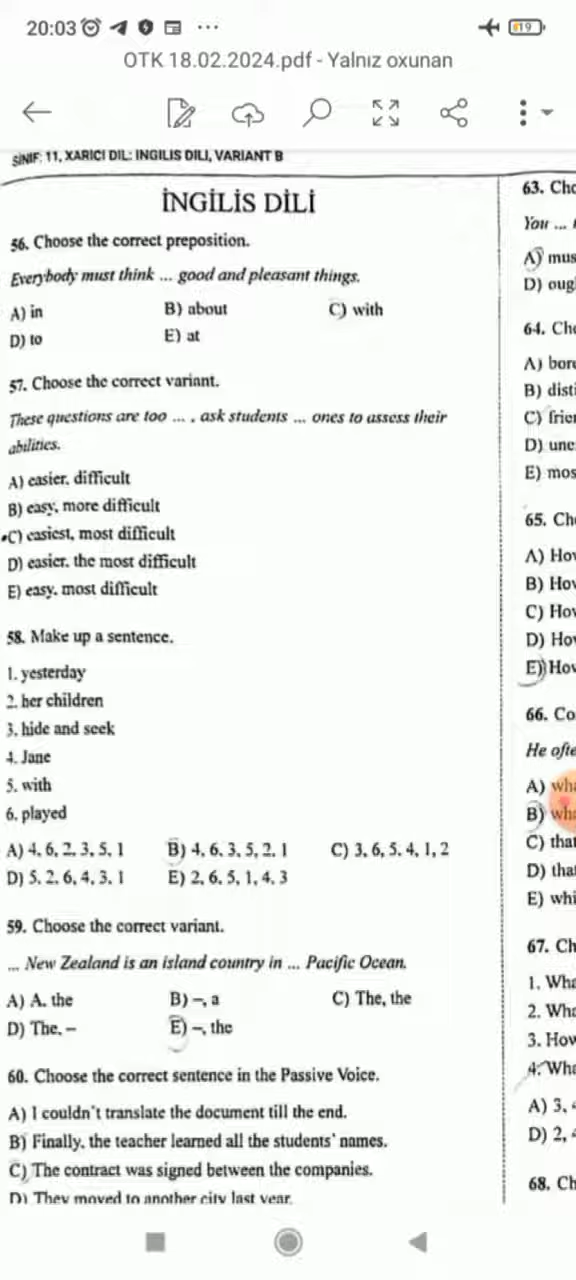 20:03
19
OTK 18.02.2024.pdf - Yalnız oxunan
SİNİF: 11, XARİCİ DİL: İNGİLİS DİLİ, VARIANT B
İNGİLİS DİLİ
56. Choose the correct preposition.
Everybody must think ... good and pleasant things.
A) in B) about C) with
D) to E) at
57. Choose the correct variant.
These questions are too ... , ask students ... ones to assess their
abilities.
A) easier, difficult
B) easy, more difficult
C) easiest, most difficult
D) easier, the most difficult
E) easy, most difficult
58. Make up a sentence.
1. yesterday
2. her children
3. hide and seek
4. Jane
5. with
6. played
A) 4, 6, 2, 3, 5, 1 B) 4, 6, 3, 5, 2, 1 C) 3, 6, 5, 4, 1, 2
D) 5, 2, 6, 4, 3, 1 E) 2, 6, 5, 1, 4, 3
59. Choose the correct variant.
... New Zealand is an island country in ... Pacific Ocean.
A) A, the B) –, a C) The, the
D) The, – E) –, the
60. Choose the correct sentence in the Passive Voice.
A) I couldn't translate the document till the end.
B) Finally, the teacher learned all the students' names.
C) The contract was signed between the companies.
D) They moved to another city last year.
63. Cho
You ...
A) mus
D) oug
64. Ch
A) bor
B) disti
C) frie
D) une
E) mos
65. Ch
A) Hov
B) Hov
C) Hov
D) Ho
E) Hov
66. Co
He ofte
A) wha
B) wh
C) that
D) that
E) whi
67. Ch
1. Wha
2. Wha
3. How
4. Wha
A) 3,
D) 2,
68. Ch